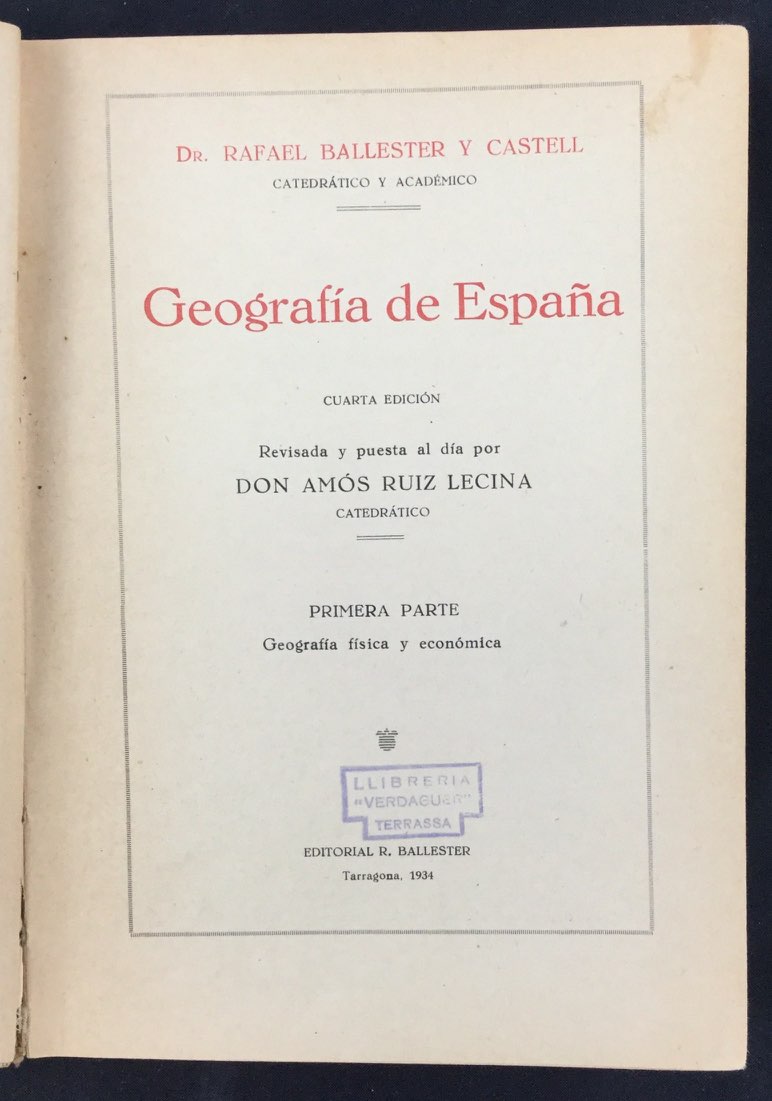 DR. RAFAEL BALLESTER Y CASTELL
CATEDRÁTICO Y ACADÉMICO
Geografía de España
CUARTA EDICIÓN
Revisada y puesta al día por
DON AMÓS RUIZ LECINA
CATEDRÁTICO
PRIMERA PARTE
Geografía física y económica
LLIBRERIA
"VERDAGUER"
TERRASSA
EDITORIAL R. BALLESTER
Tarragona, 1934